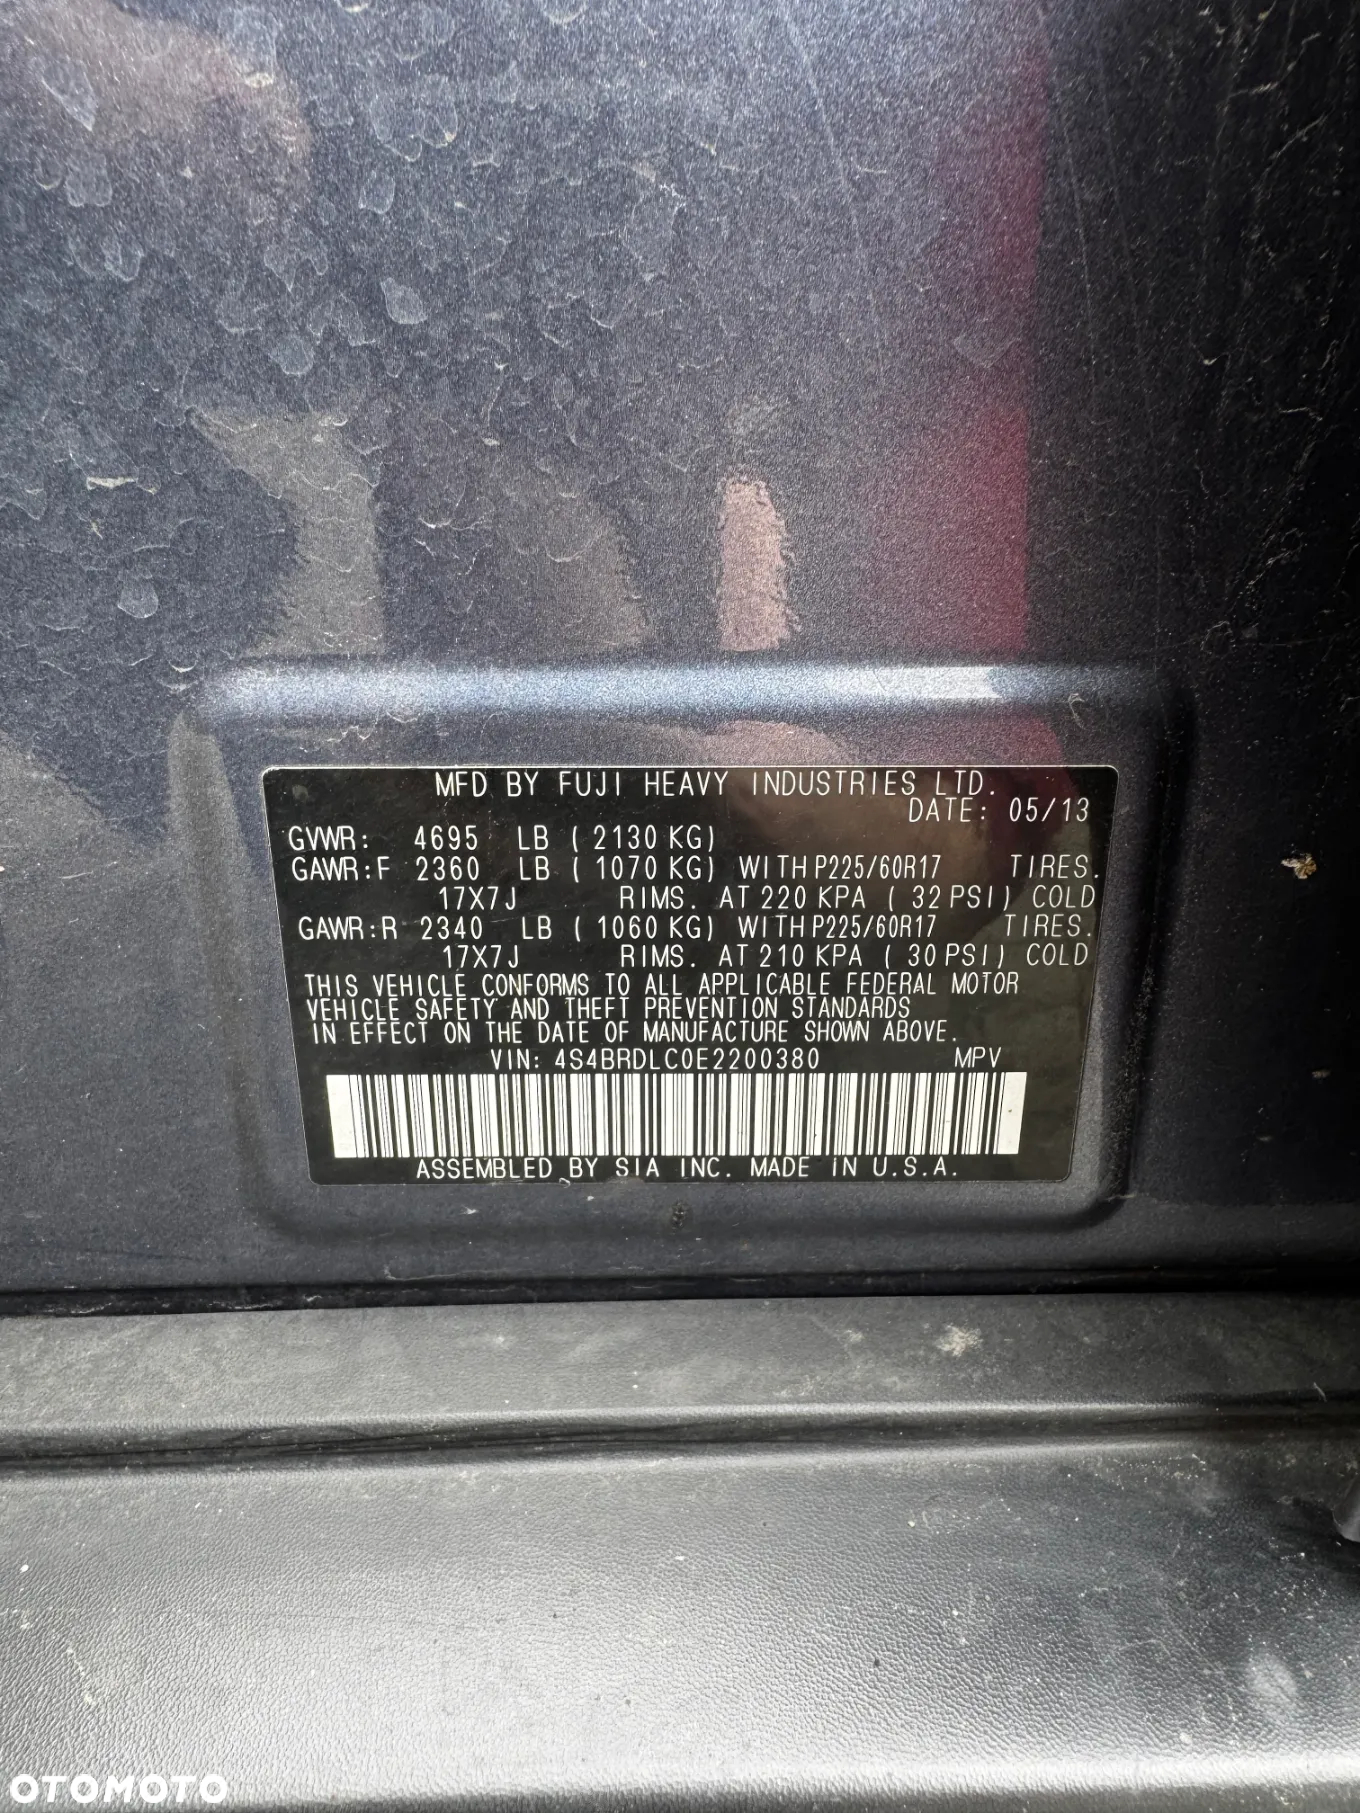 MFD BY FUJI HEAVY INDUSTRIES LTD.
DATE: 05/13
GVWR: 4695 LB ( 2130 KG)
GAWR:F 2360 LB ( 1070 KG) WITH P225/60R17 TIRES.
17X7J RIMS. AT 220 KPA ( 32 PSI) COLD
GAWR:R 2340 LB ( 1060 KG) WITH P225/60R17 TIRES.
17X7J RIMS. AT 210 KPA ( 30 PSI) COLD
THIS VEHICLE CONFORMS TO ALL APPLICABLE FEDERAL MOTOR
VEHICLE SAFETY AND THEFT PREVENTION STANDARDS
IN EFFECT ON THE DATE OF MANUFACTURE SHOWN ABOVE.
VIN: 4S4BRDLC0E2200380 MPV
ASSEMBLED BY SIA INC. MADE IN U.S.A.
OTOMOTO